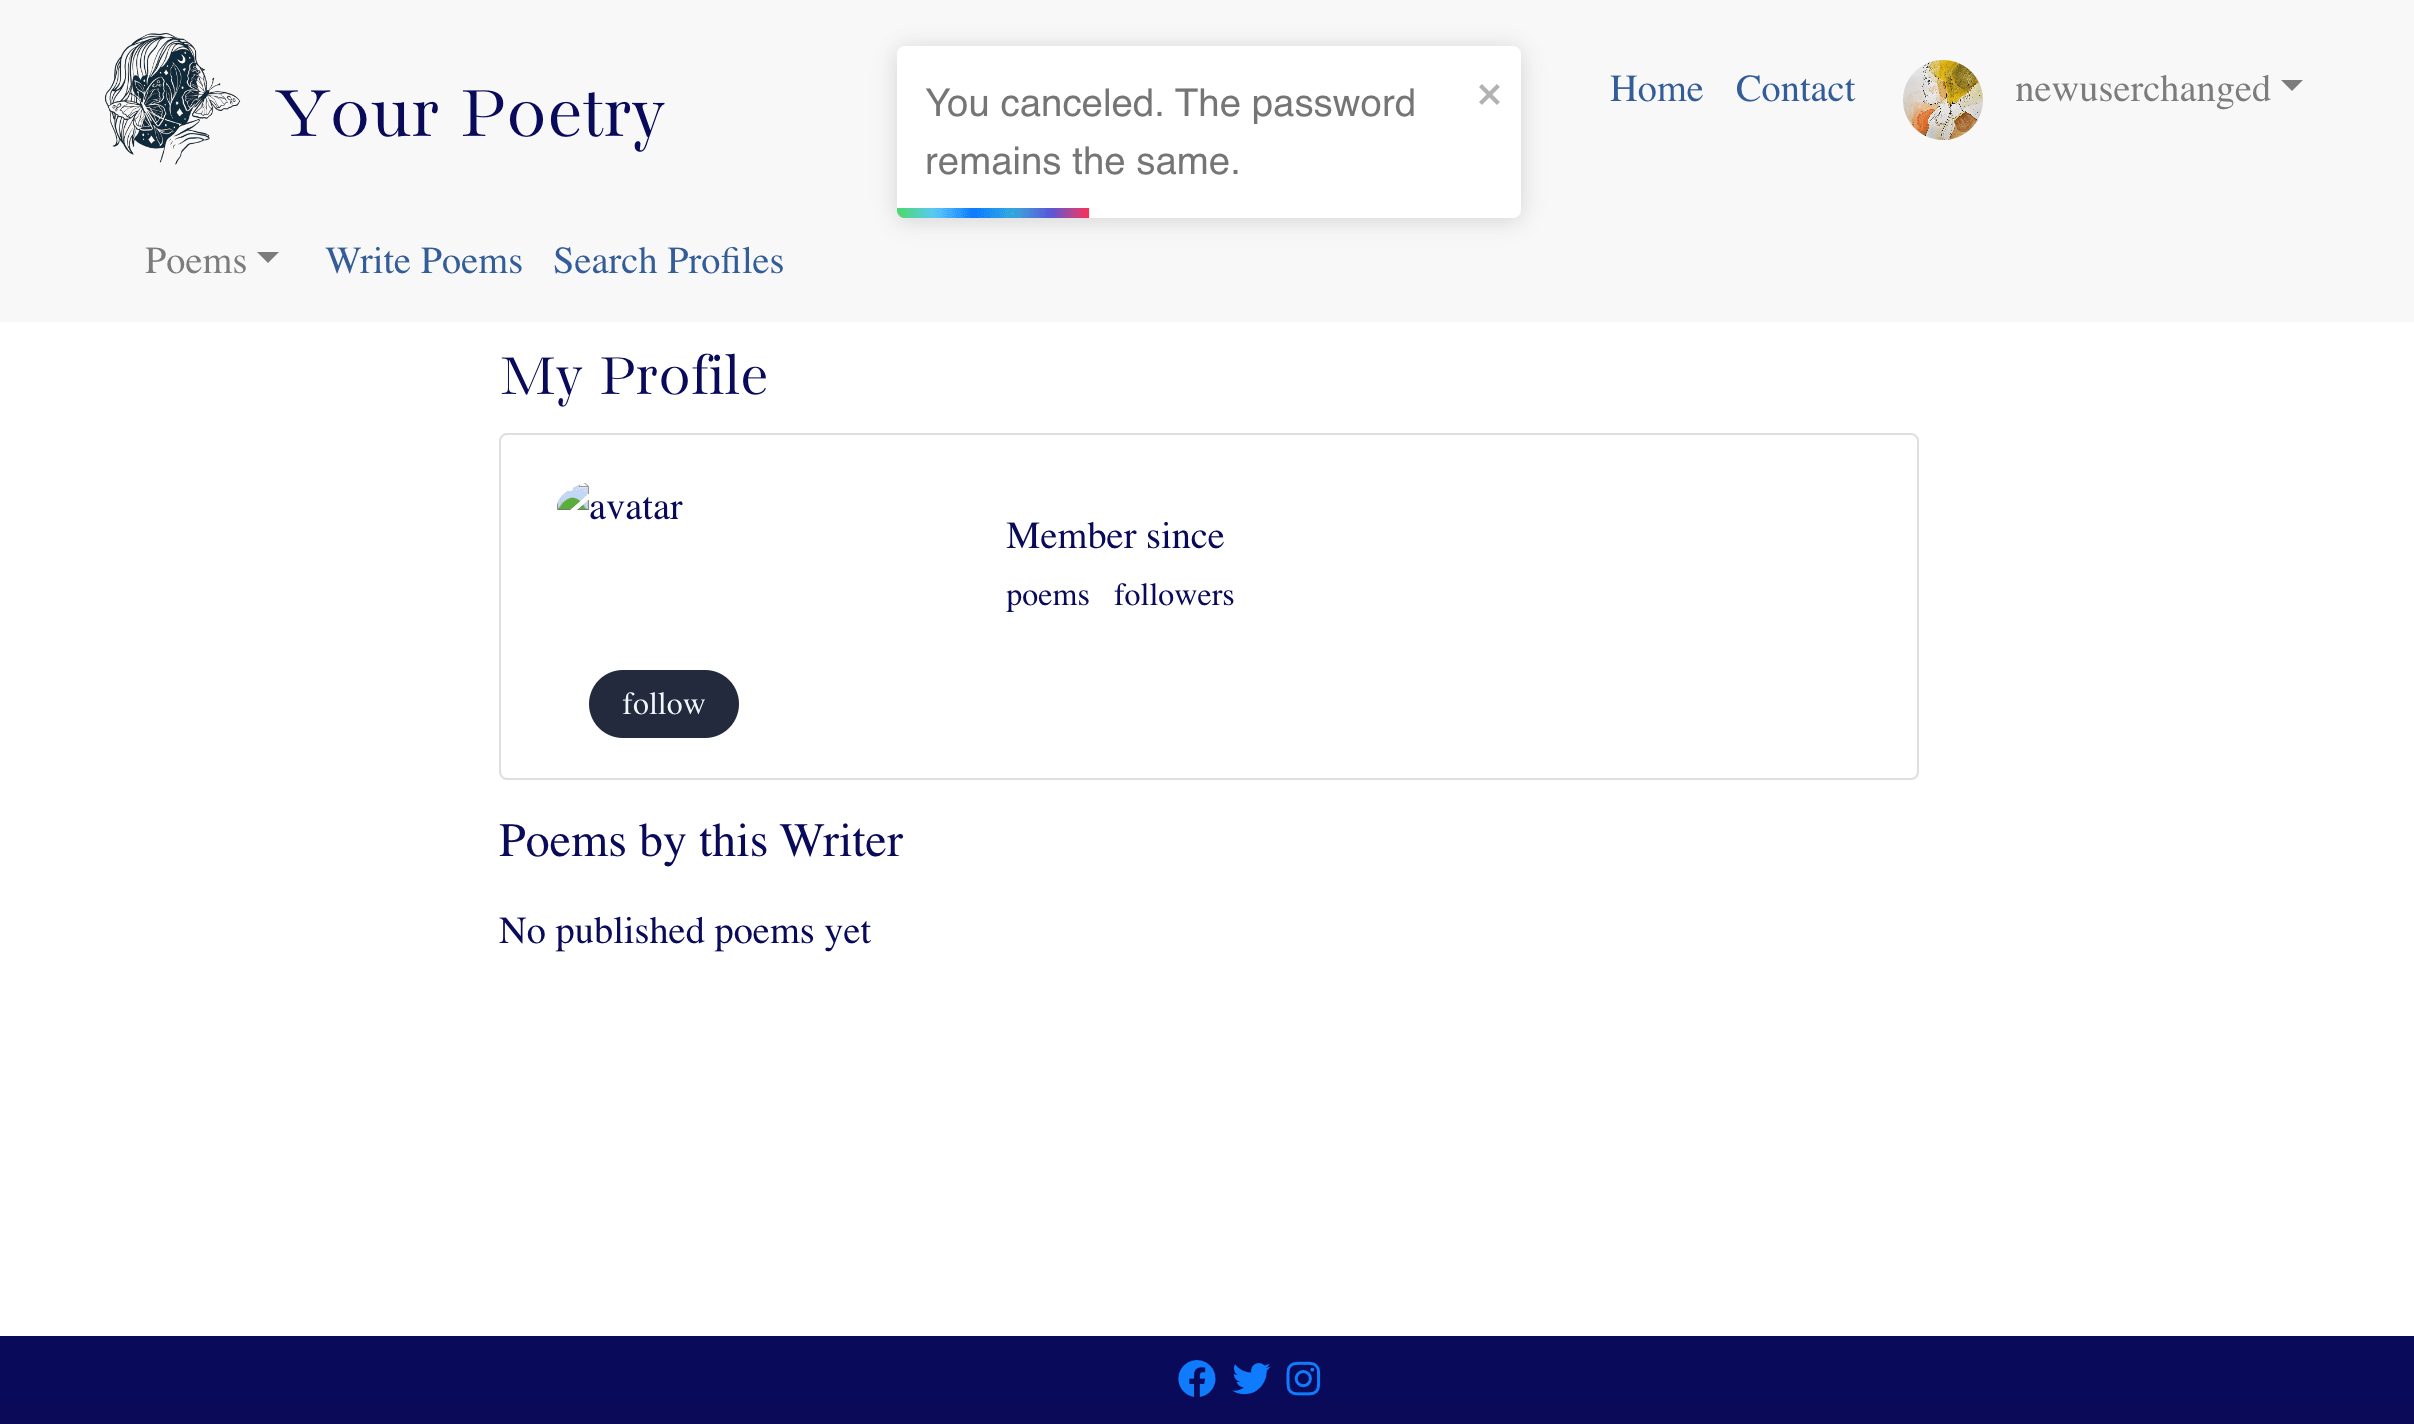 Your Poetry
You canceled. The password
remains the same.
×
Home Contact newuserchanged
Poems Write Poems Search Profiles
My Profile
avatar
Member since
poems followers
follow
Poems by this Writer
No published poems yet